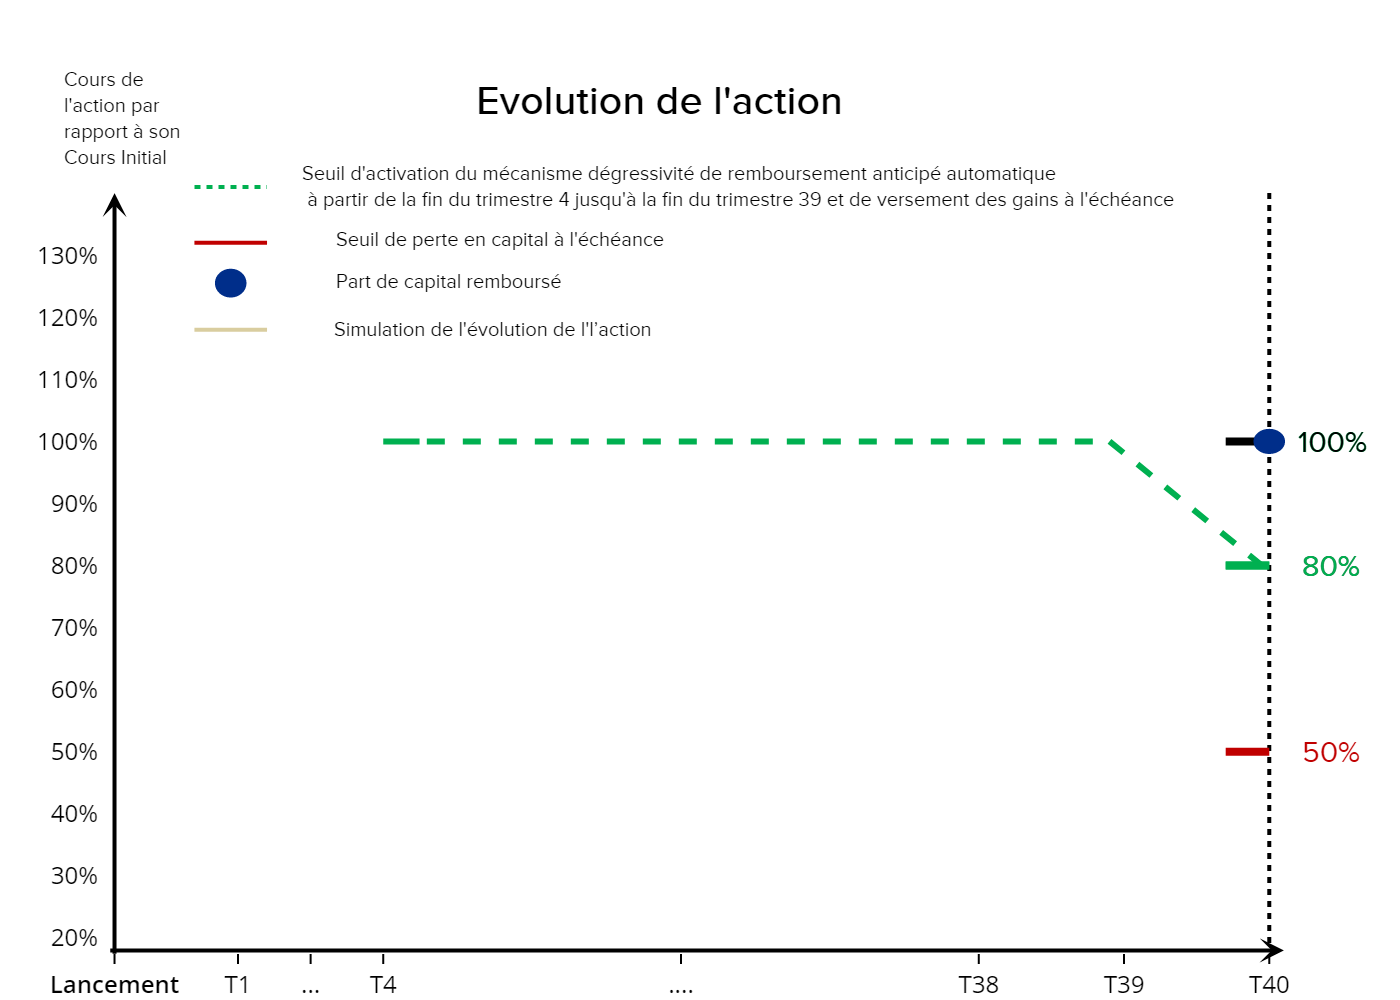 Cours de
l'action par
rapport à son
Cours Initial
Evolution de l'action
Seuil d'activation du mécanisme dégressivité de remboursement anticipé automatique
à partir de la fin du trimestre 4 jusqu'à la fin du trimestre 39 et de versement des gains à l'échéance
Seuil de perte en capital à l'échéance
Part de capital remboursé
Simulation de l'évolution de l'l’action
130%
120%
110%
100%
90%
80%
70%
60%
50%
40%
30%
20%
100%
80%
50%
Lancement T1 ... T4 .... T38 T39 T40